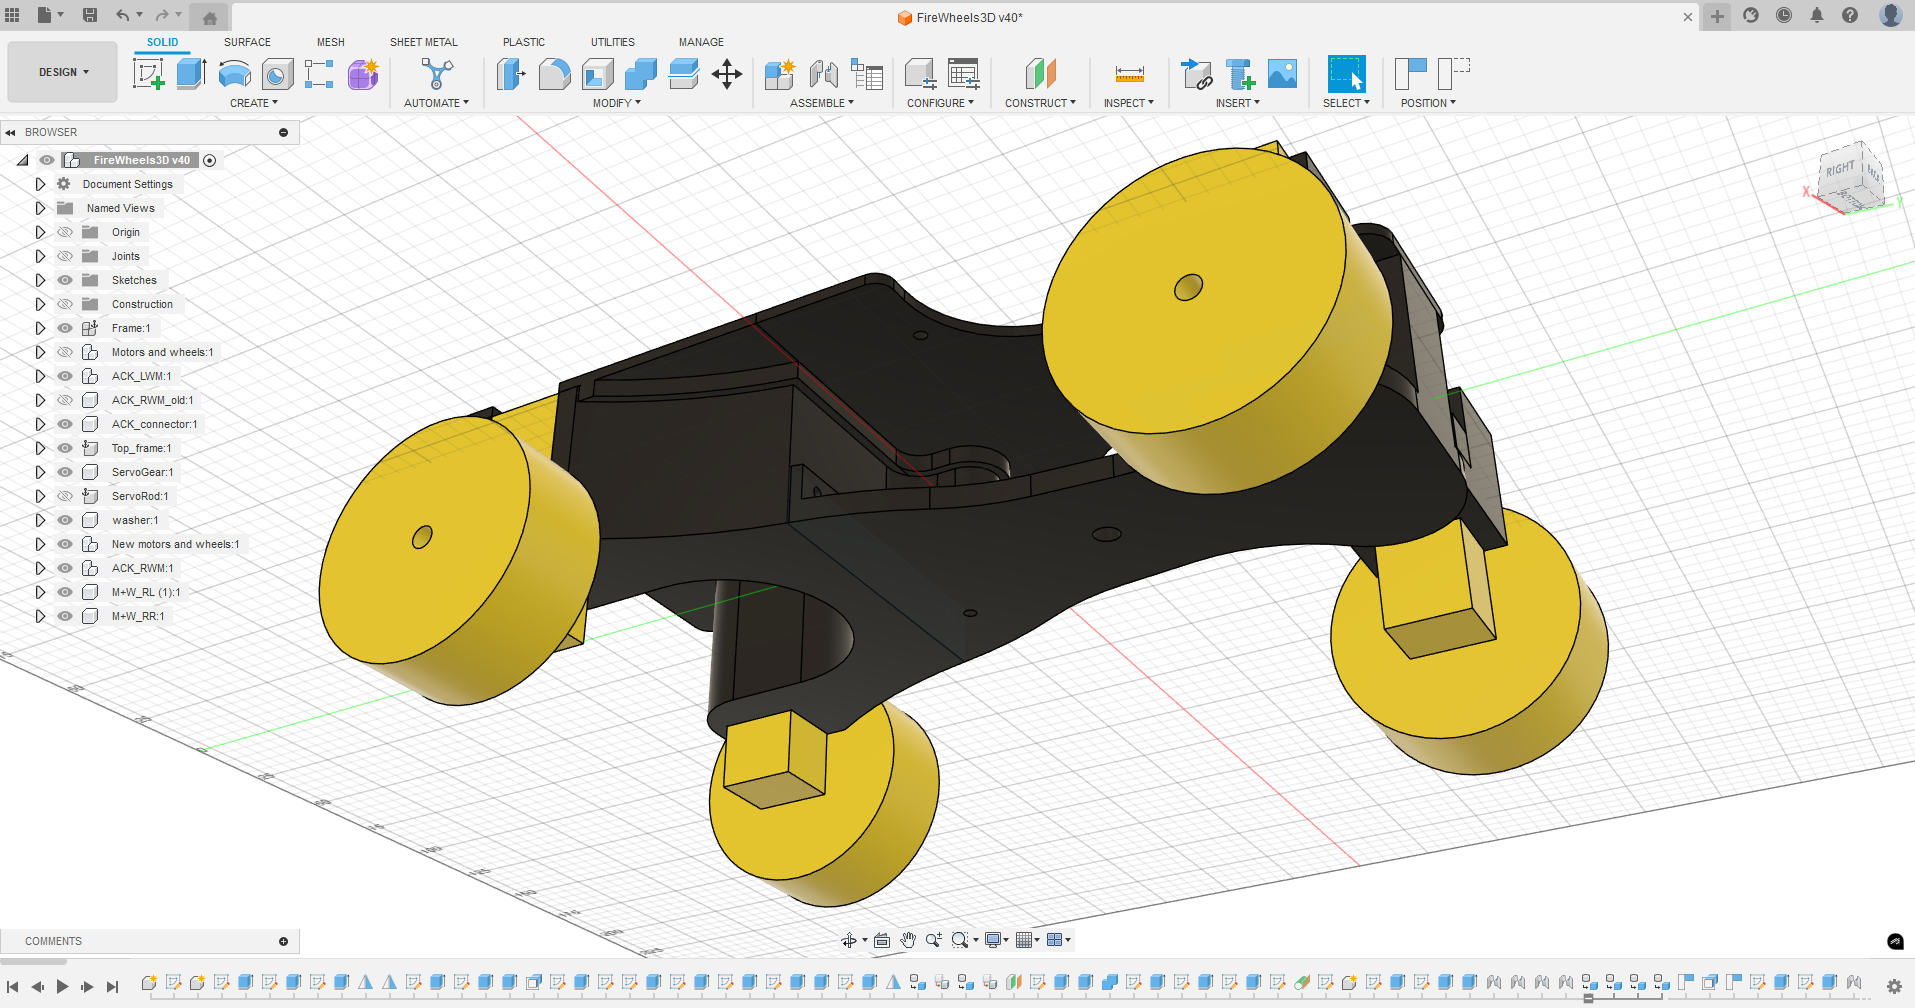 FireWheels3D v40*
SOLID SURFACE MESH SHEET METAL PLASTIC UTILITIES MANAGE
DESIGN
CREATE AUTOMATE MODIFY ASSEMBLE CONFIGURE CONSTRUCT INSPECT INSERT SELECT POSITION
BROWSER
FireWheels3D v40
Document Settings
Named Views
Origin
Joints
Sketches
Construction
Frame:1
Motors and wheels:1
ACK_LWM:1
ACK_RWM_old:1
ACK_connector:1
Top_frame:1
ServoGear:1
ServoRod:1
washer:1
New motors and wheels:1
ACK_RWM:1
M+W_RL (1):1
M+W_RR:1
RIGHT
X
Y
COMMENTS